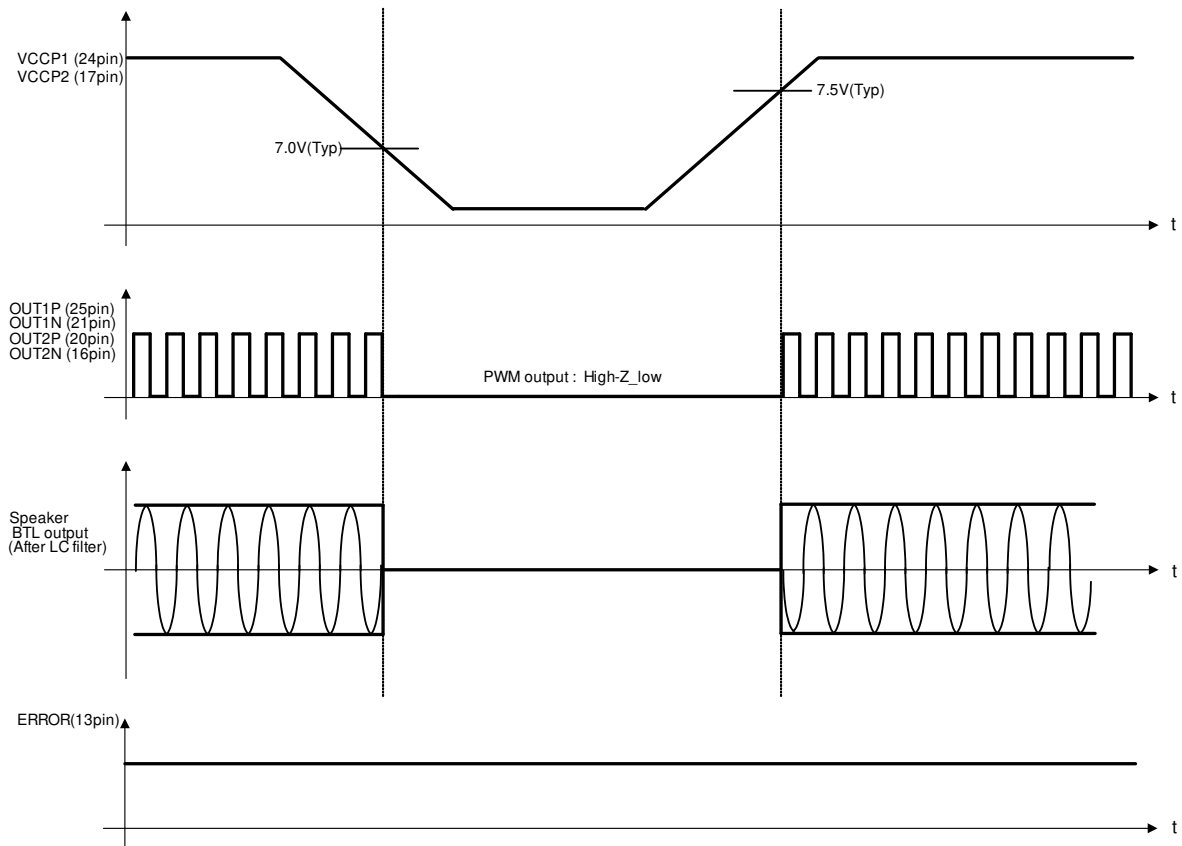 VCCP1 (24pin)
VCCP2 (17pin)
7.5V(Typ)
7.0V(Typ)
t
OUT1P (25pin)
OUT1N (21pin)
OUT2P (20pin)
OUT2N (16pin)
PWM output : High-Z_low
t
Speaker
BTL output
(After LC filter)
t
ERROR(13pin)
t